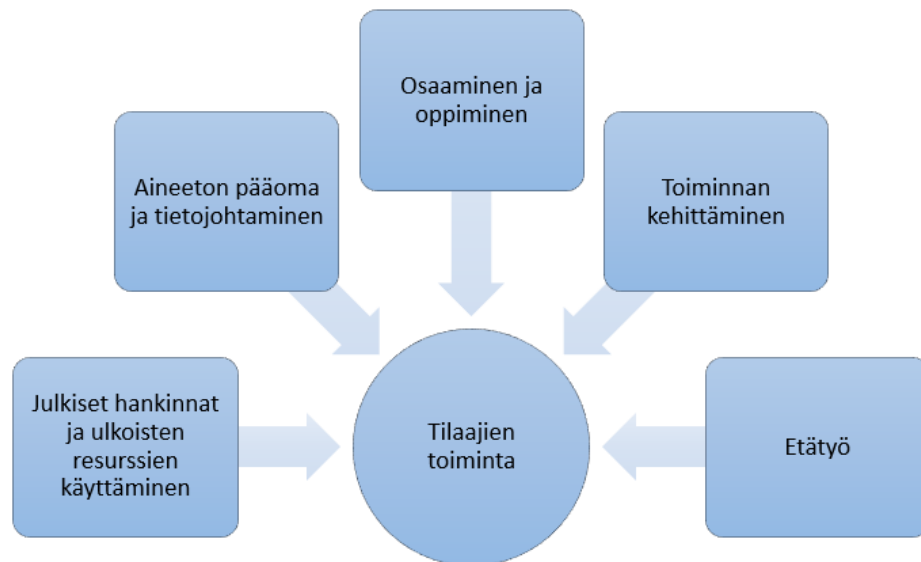 Osaaminen ja
oppiminen
Aineeton pääoma
ja tietojohtaminen
Toiminnan
kehittäminen
Julkiset hankinnat
ja ulkoisten
resurssien
käyttäminen
Tilaajien
toiminta
Etätyö